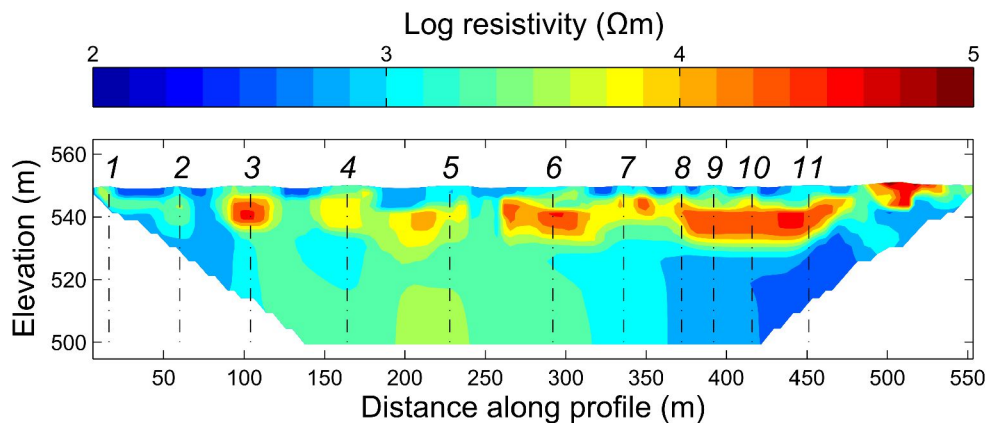 Log resistivity (Ωm)
2 3 4 5
Elevation (m)
560
540
520
500
1 2 3 4 5 6 7 8 9 10 11
50 100 150 200 250 300 350 400 450 500 550
Distance along profile (m)